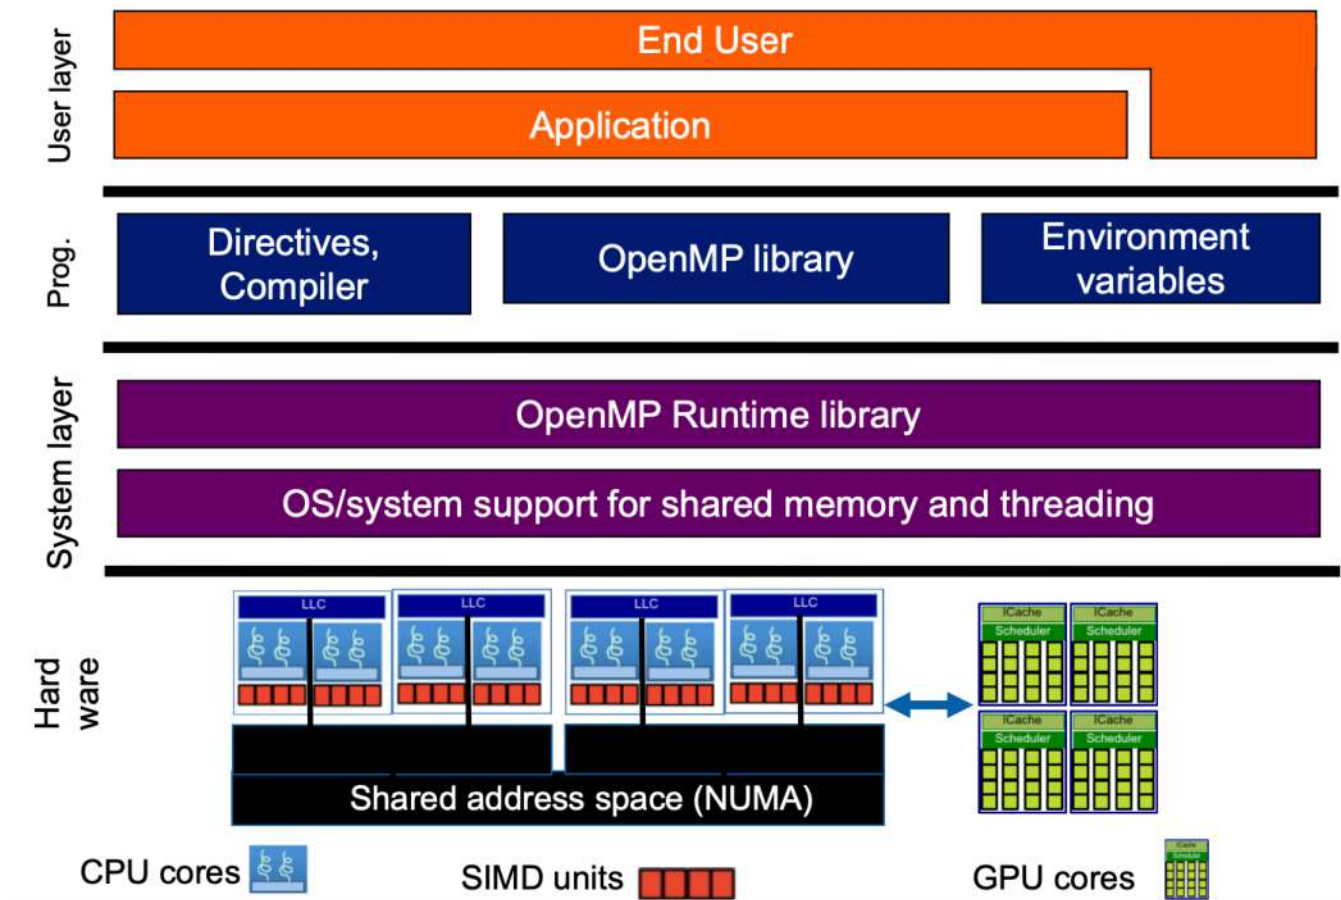 User layer
End User
Application
Prog.
Directives,
Compiler
OpenMP library
Environment
variables
System layer
OpenMP Runtime library
OS/system support for shared memory and threading
Hard
ware
LLC
LLC
LLC
LLC
ICache
ICache
Scheduler
Scheduler
ICache
ICache
Scheduler
Scheduler
Shared address space (NUMA)
CPU cores
SIMD units
GPU cores
ICache
Scheduler